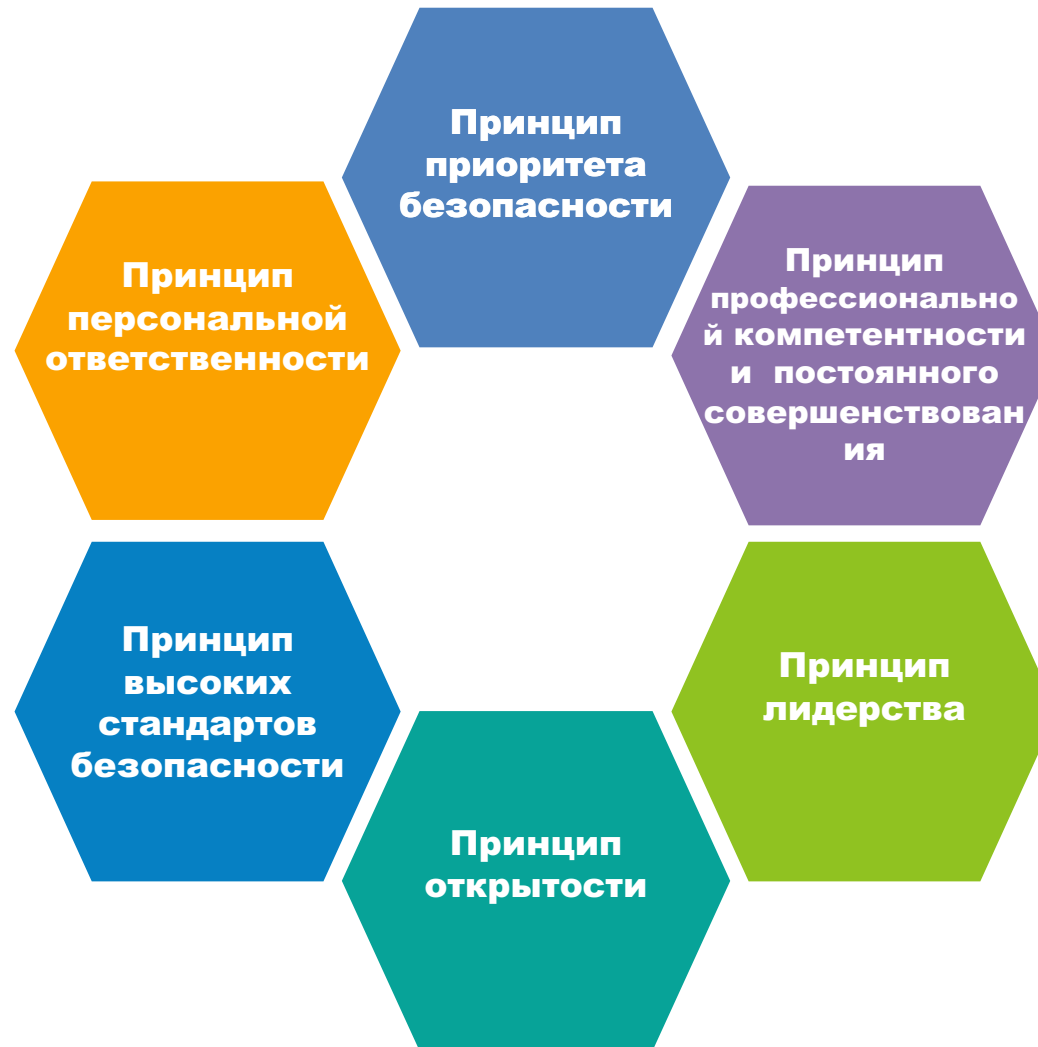 Принцип
приоритета
безопасности
Принцип
профессионально
й компетентности
и постоянного
совершенствован
ия
Принцип
лидерства
Принцип
открытости
Принцип
высоких
стандартов
безопасности
Принцип
персональной
ответственности